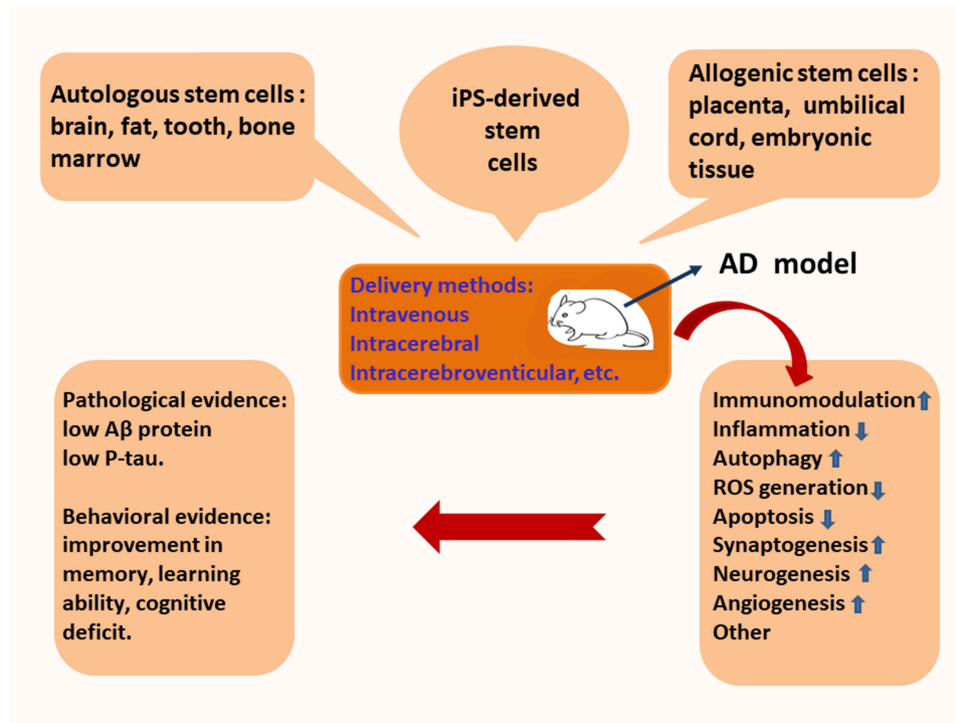 Autologous stem cells :
brain, fat, tooth, bone
marrow
iPS-derived
stem
cells
Allogenic stem cells :
placenta, umbilical
cord, embryonic
tissue
AD model
Delivery methods:
Intravenous
Intracerebral
Intracerebroventicular, etc.
Immunomodulation
Inflammation
Autophagy
ROS generation
Apoptosis
Synaptogenesis
Neurogenesis
Angiogenesis
Other
Pathological evidence:
low Aβ protein
low P-tau.
Behavioral evidence:
improvement in
memory, learning
ability, cognitive
deficit.